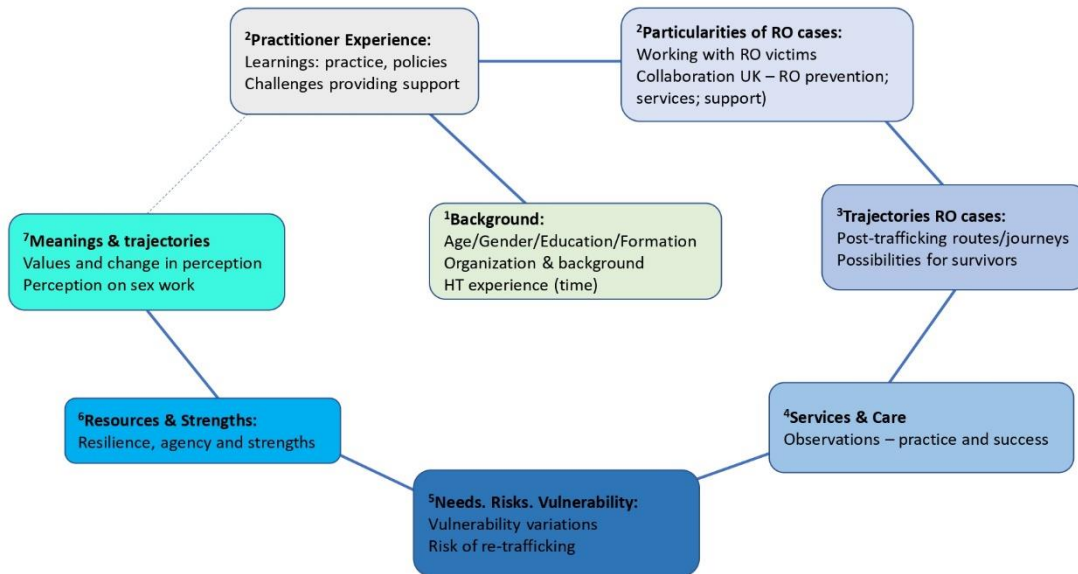 ²Practitioner Experience:
Learnings: practice, policies
Challenges providing support
²Particularities of RO cases:
Working with RO victims
Collaboration UK – RO prevention;
services; support)
¹Background:
Age/Gender/Education/Formation
Organization & background
HT experience (time)
³Trajectories RO cases:
Post-trafficking routes/journeys
Possibilities for survivors
⁷Meanings & trajectories
Values and change in perception
Perception on sex work
⁶Resources & Strengths:
Resilience, agency and strengths
⁴Services & Care
Observations – practice and success
⁵Needs. Risks. Vulnerability:
Vulnerability variations
Risk of re-trafficking